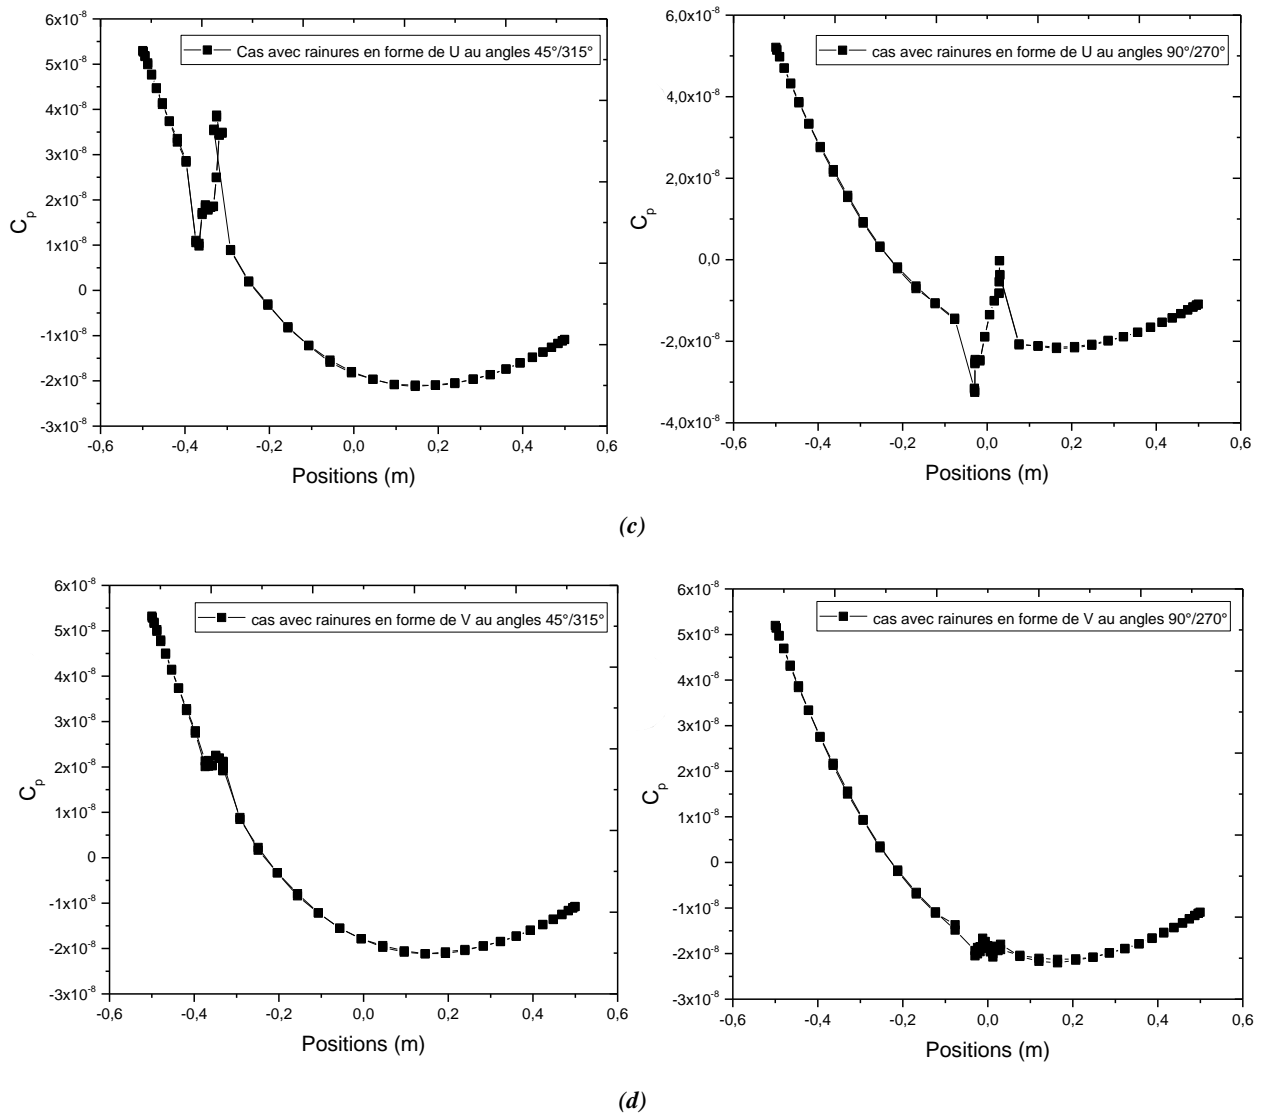 Cas avec rainures en forme de U au angles 45°/315°
6x10⁻⁸
5x10⁻⁸
4x10⁻⁸
3x10⁻⁸
2x10⁻⁸
1x10⁻⁸
0
-1x10⁻⁸
-2x10⁻⁸
-3x10⁻⁸
Cₚ
-0,6 -0,4 -0,2 0,0 0,2 0,4 0,6
Positions (m)
cas avec rainures en forme de U au angles 90°/270°
6,0x10⁻⁸
4,0x10⁻⁸
2,0x10⁻⁸
0,0
-2,0x10⁻⁸
-4,0x10⁻⁸
Cₚ
-0,6 -0,4 -0,2 0,0 0,2 0,4 0,6
Positions (m)
(c)
cas avec rainures en forme de V au angles 45°/315°
6x10⁻⁸
5x10⁻⁸
4x10⁻⁸
3x10⁻⁸
2x10⁻⁸
1x10⁻⁸
0
-1x10⁻⁸
-2x10⁻⁸
-3x10⁻⁸
Cₚ
-0,6 -0,4 -0,2 0,0 0,2 0,4 0,6
Positions (m)
cas avec rainures en forme de V au angles 90°/270°
6x10⁻⁸
5x10⁻⁸
4x10⁻⁸
3x10⁻⁸
2x10⁻⁸
1x10⁻⁸
0
-1x10⁻⁸
-2x10⁻⁸
-3x10⁻⁸
Cₚ
-0,6 -0,4 -0,2 0,0 0,2 0,4 0,6
Positions (m)
(d)